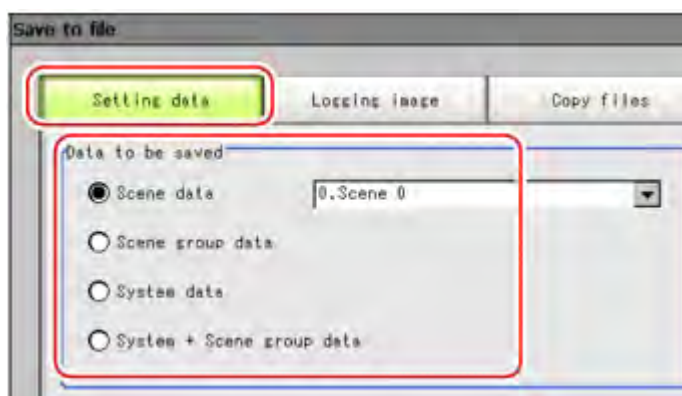 Save to file
Setting data
Logging image
Copy files
Data to be saved
Scene data
0.Scene 0
Scene group data
System data
System + Scene group data